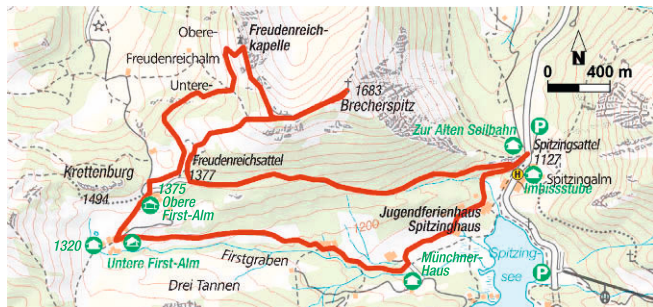 Obere-
Freudenreich-
kapelle
Freudenreichalm
Untere-
N
0 400 m
1683
Brecherspitz
Zur Alten Seilbahn
P
Spitzingsattel
1127
H
Spitzingalm
Imbissstube
Freudenreichsattel
1377
Krettenburg
1494
1375
Obere
First-Alm
1200
Jugendferienhaus
Spitzinghaus
1320
Untere First-Alm
Firstgraben
Drei Tannen
Münchner-
Haus
Spitzing-
see
P